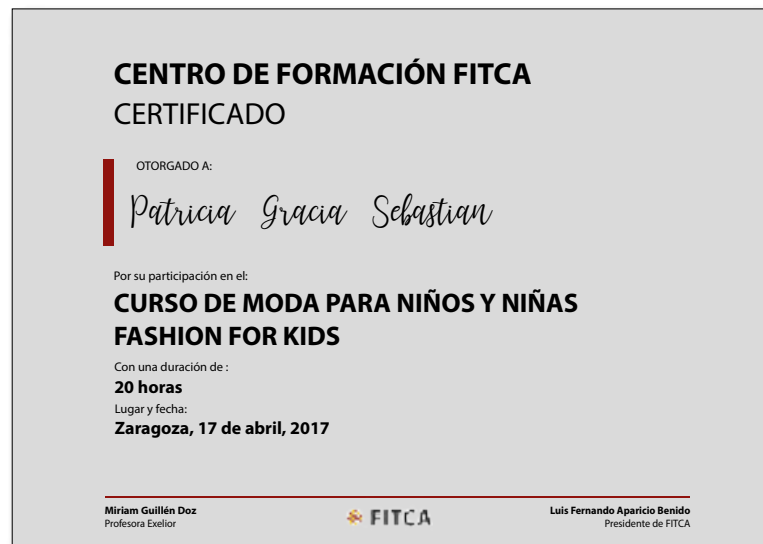 CENTRO DE FORMACIÓN FITCA
CERTIFICADO
OTORGADO A:
Patricia Gracia Sebastian
Por su participación en el:
CURSO DE MODA PARA NIÑOS Y NIÑAS
FASHION FOR KIDS
Con una duración de :
20 horas
Lugar y fecha:
Zaragoza, 17 de abril, 2017
Miriam Guillén Doz
Profesora Exelior
FITCA
Luis Fernando Aparicio Benido
Presidente de FITCA